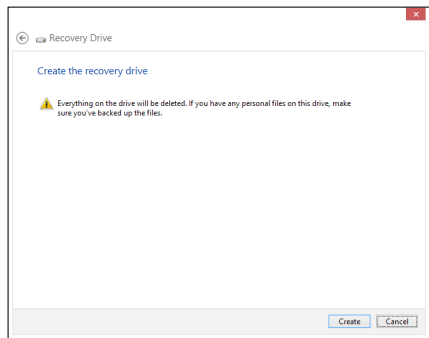 Recovery Drive
Create the recovery drive
Everything on the drive will be deleted. If you have any personal files on this drive, make
sure you've backed up the files.
Create Cancel